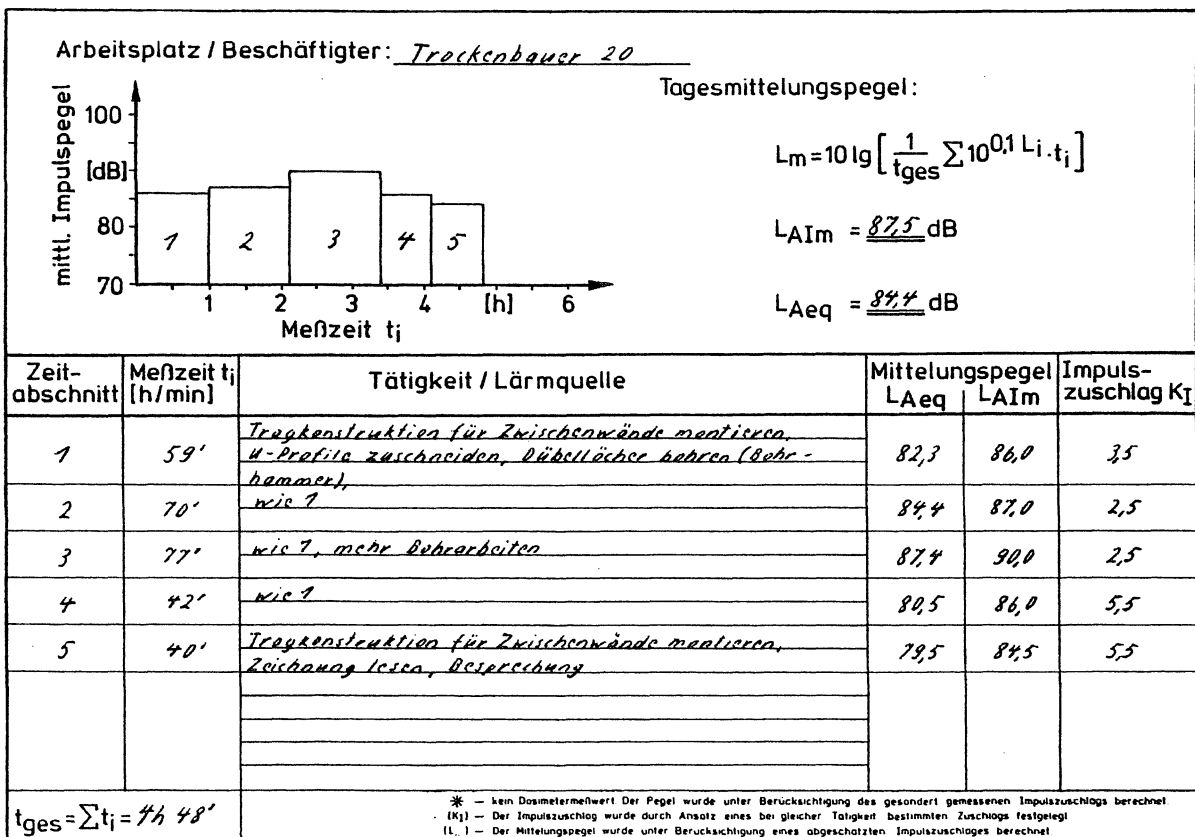 Arbeitsplatz / Beschäftigter: Trockenbauer 20
mittl. Impulspegel [dB]
100
80
70
1 2 3 4 5
1 2 3 4 [h] 6
Meßzeit ti
Tagesmittelungspegel:
Lm = 10 lg [ 1/tges ∑ 10^0,1 Li · ti ]
LAIm = 87,5 dB
LAeq = 84,4 dB
Zeit- Meßzeit ti Tätigkeit / Lärmquelle Mittelungspegel Impuls-
abschnitt [h/min] LAeq LAIm zuschlag KI
Tragkonstruktion für Zwischenwände montieren,
1 59' U-Profile zuschneiden, Dübellöcher bohren (Bohr- 82,3 86,0 3,5
hammer),
2 70' wie 1 84,4 87,0 2,5
3 77' wie 1, mehr Bohrarbeiten 87,4 90,0 2,5
4 42' wie 1 80,5 86,0 5,5
5 40' Tragkonstruktion für Zwischenwände montieren, 79,5 84,5 5,5
Zeichnung lesen, Besprechung
tges = ∑ti = 4h 48'
* – kein Dosimetermeßwert. Der Pegel wurde unter Berücksichtigung des gesondert gemessenen Impulszuschlags berechnet.
(KI) – Der Impulszuschlag wurde durch Ansatz eines bei gleicher Tätigkeit bestimmten Zuschlags festgelegt
(L..) – Der Mittelungspegel wurde unter Berücksichtigung eines abgeschätzten Impulszuschlages berechnet